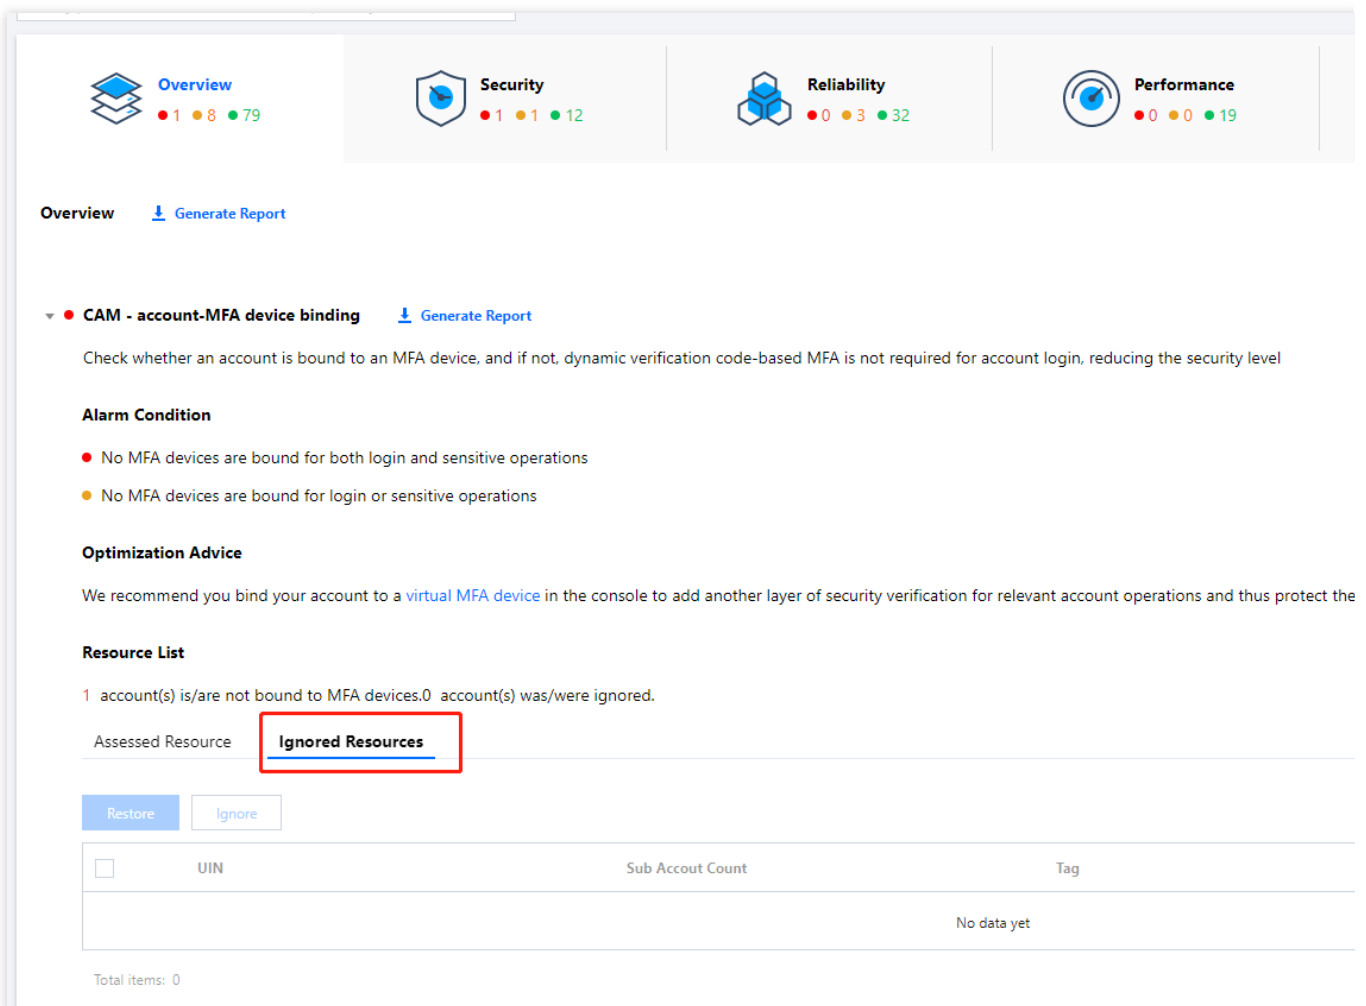 Overview
1 8 79
Security
1 1 12
Reliability
0 3 32
Performance
0 0 19
Overview Generate Report
CAM - account-MFA device binding Generate Report
Check whether an account is bound to an MFA device, and if not, dynamic verification code-based MFA is not required for account login, reducing the security level
Alarm Condition
No MFA devices are bound for both login and sensitive operations
No MFA devices are bound for login or sensitive operations
Optimization Advice
We recommend you bind your account to a virtual MFA device in the console to add another layer of security verification for relevant account operations and thus protect the
Resource List
1 account(s) is/are not bound to MFA devices.0 account(s) was/were ignored.
Assessed Resource Ignored Resources
Restore Ignore
UIN Sub Accout Count Tag
No data yet
Total items: 0